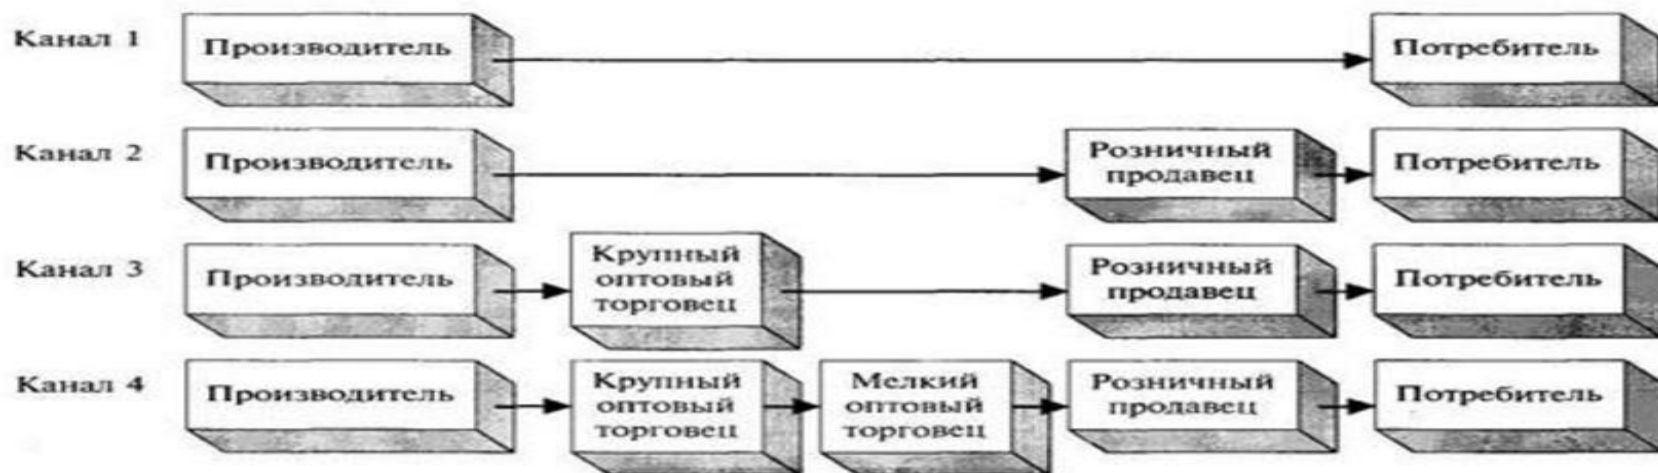 Канал 1
Производитель
Потребитель
Канал 2
Производитель
Розничный
продавец
Потребитель
Канал 3
Производитель
Крупный
оптовый
торговец
Розничный
продавец
Потребитель
Канал 4
Производитель
Крупный
оптовый
торговец
Мелкий
оптовый
торговец
Розничный
продавец
Потребитель